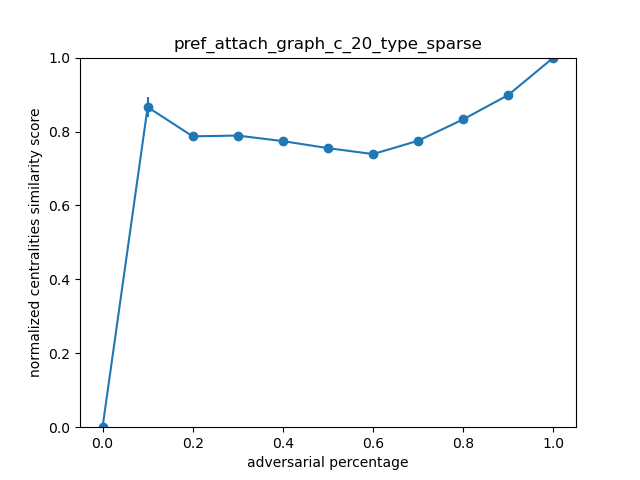 pref_attach_graph_c_20_type_sparse
1.0
0.8
0.6
0.4
0.2
0.0
normalized centralities similarity score
0.0 0.2 0.4 0.6 0.8 1.0
adversarial percentage